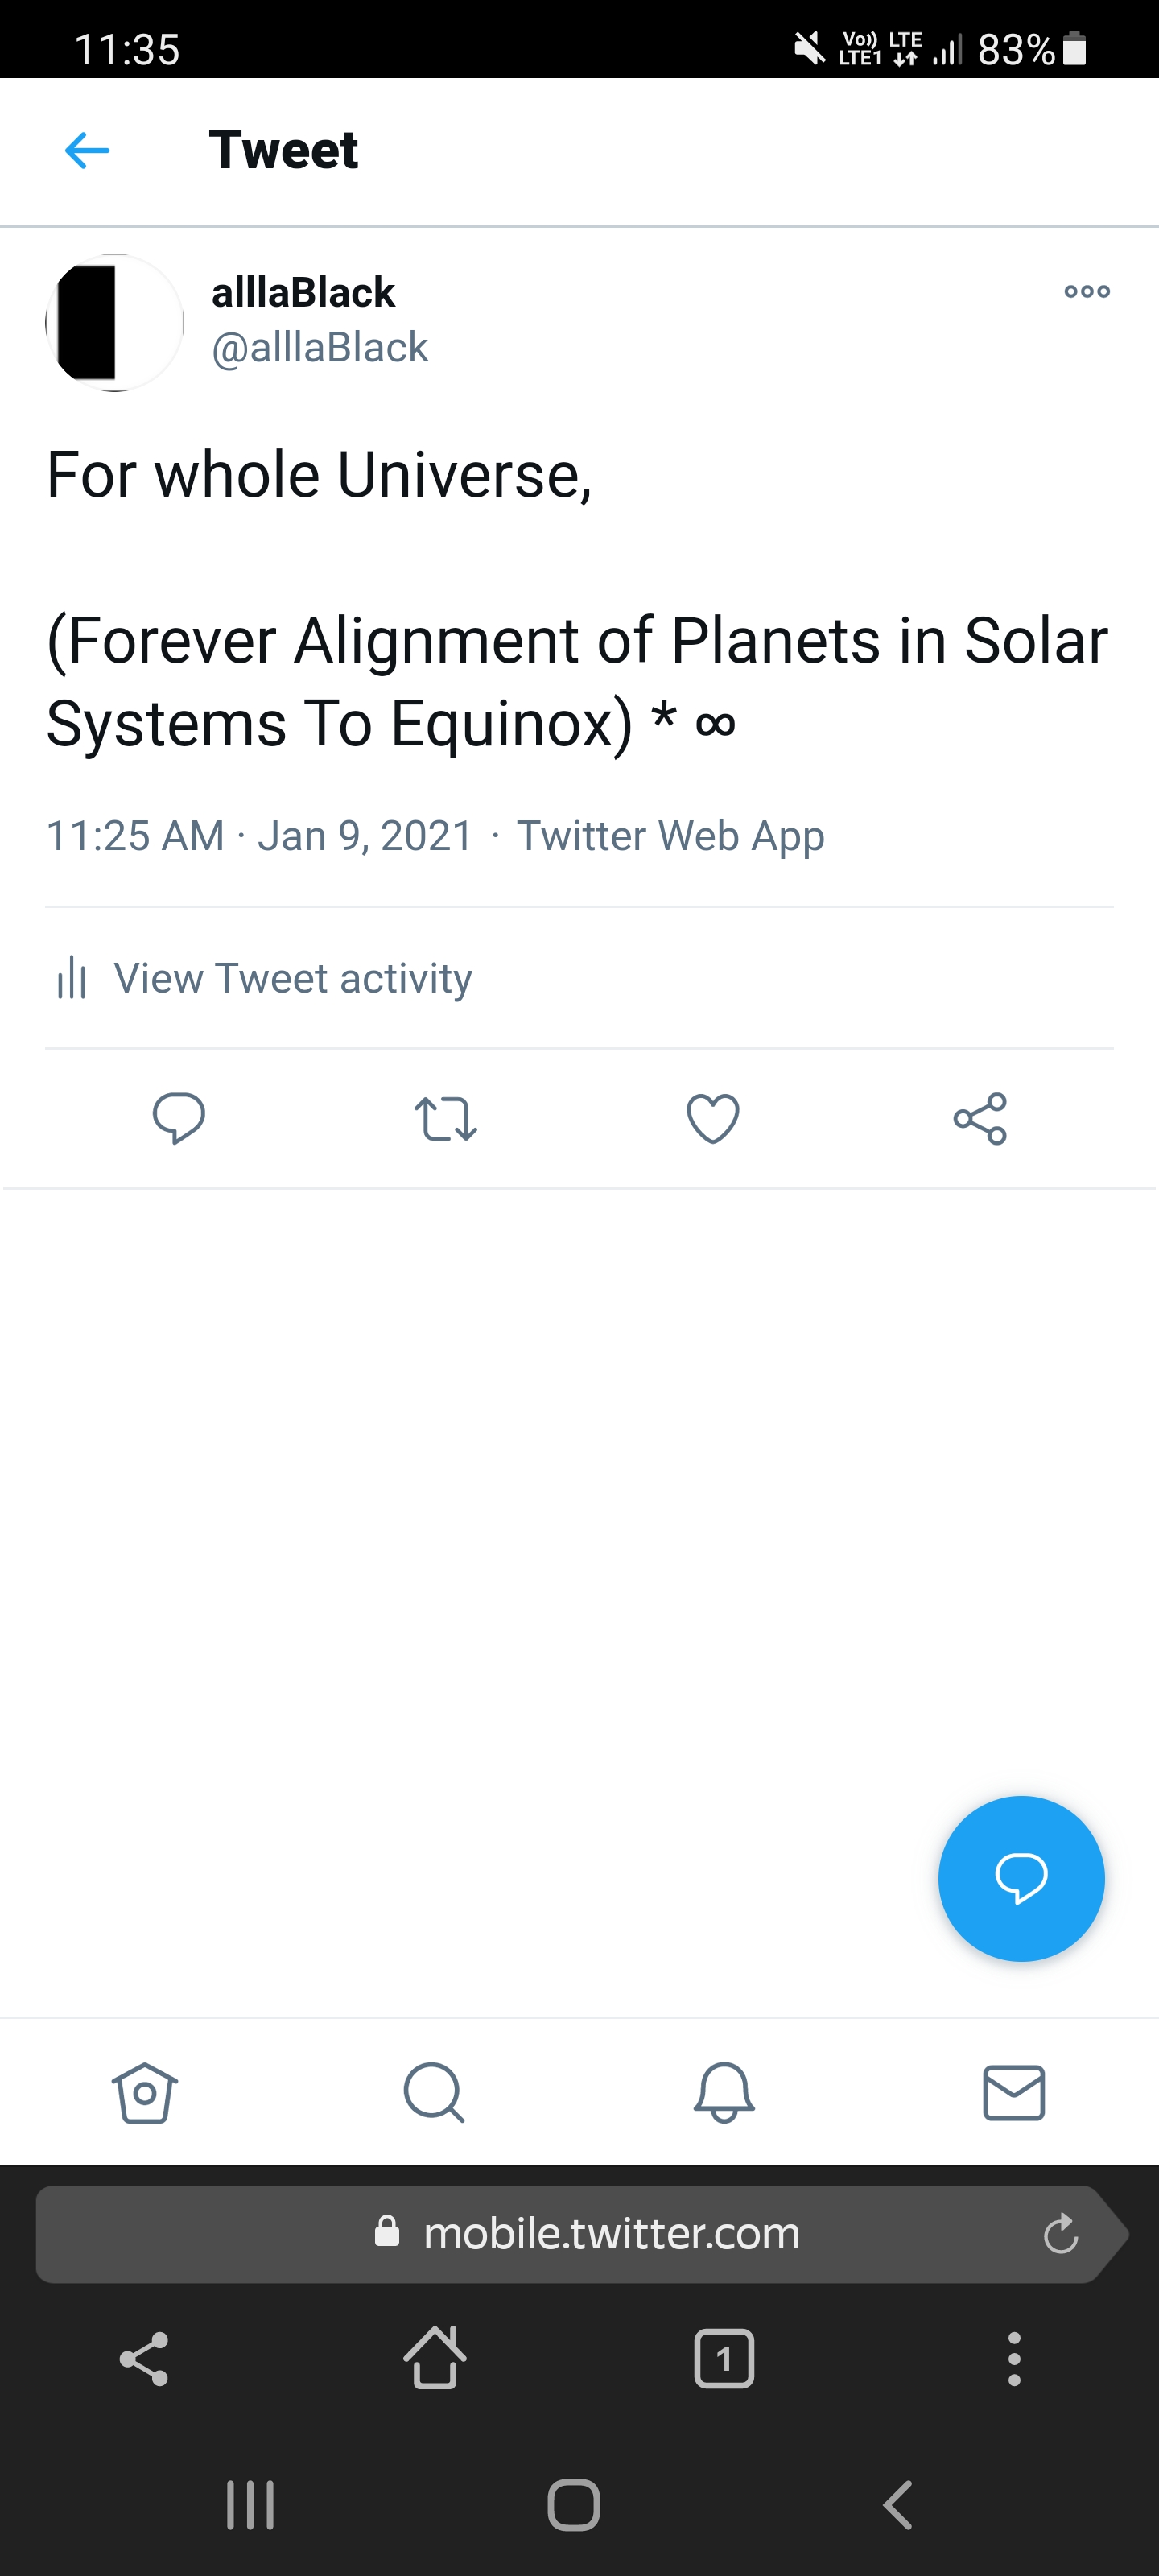 11:35
Vo)) LTE
LTE1
83%
Tweet
alllaBlack
@alllaBlack
For whole Universe,
(Forever Alignment of Planets in Solar
Systems To Equinox) * ∞
11:25 AM · Jan 9, 2021 · Twitter Web App
View Tweet activity
mobile.twitter.com
1